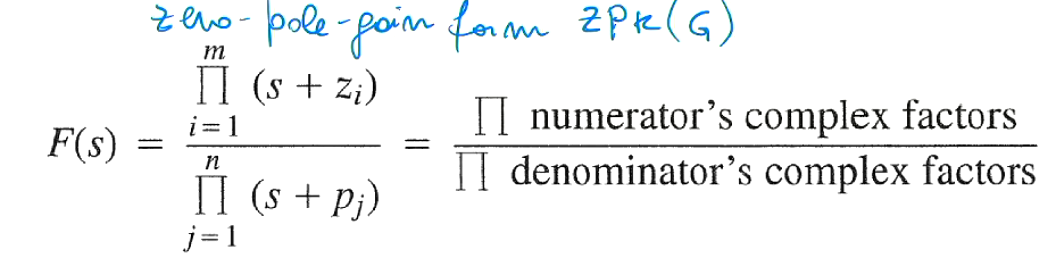 zero-pole-gain form ZPK(G)
F(s) = \frac{\prod_{i=1}^{m} (s + z_i)}{\prod_{j=1}^{n} (s + p_j)} = \frac{\prod \text{ numerator's complex factors}}{\prod \text{ denominator's complex factors}}